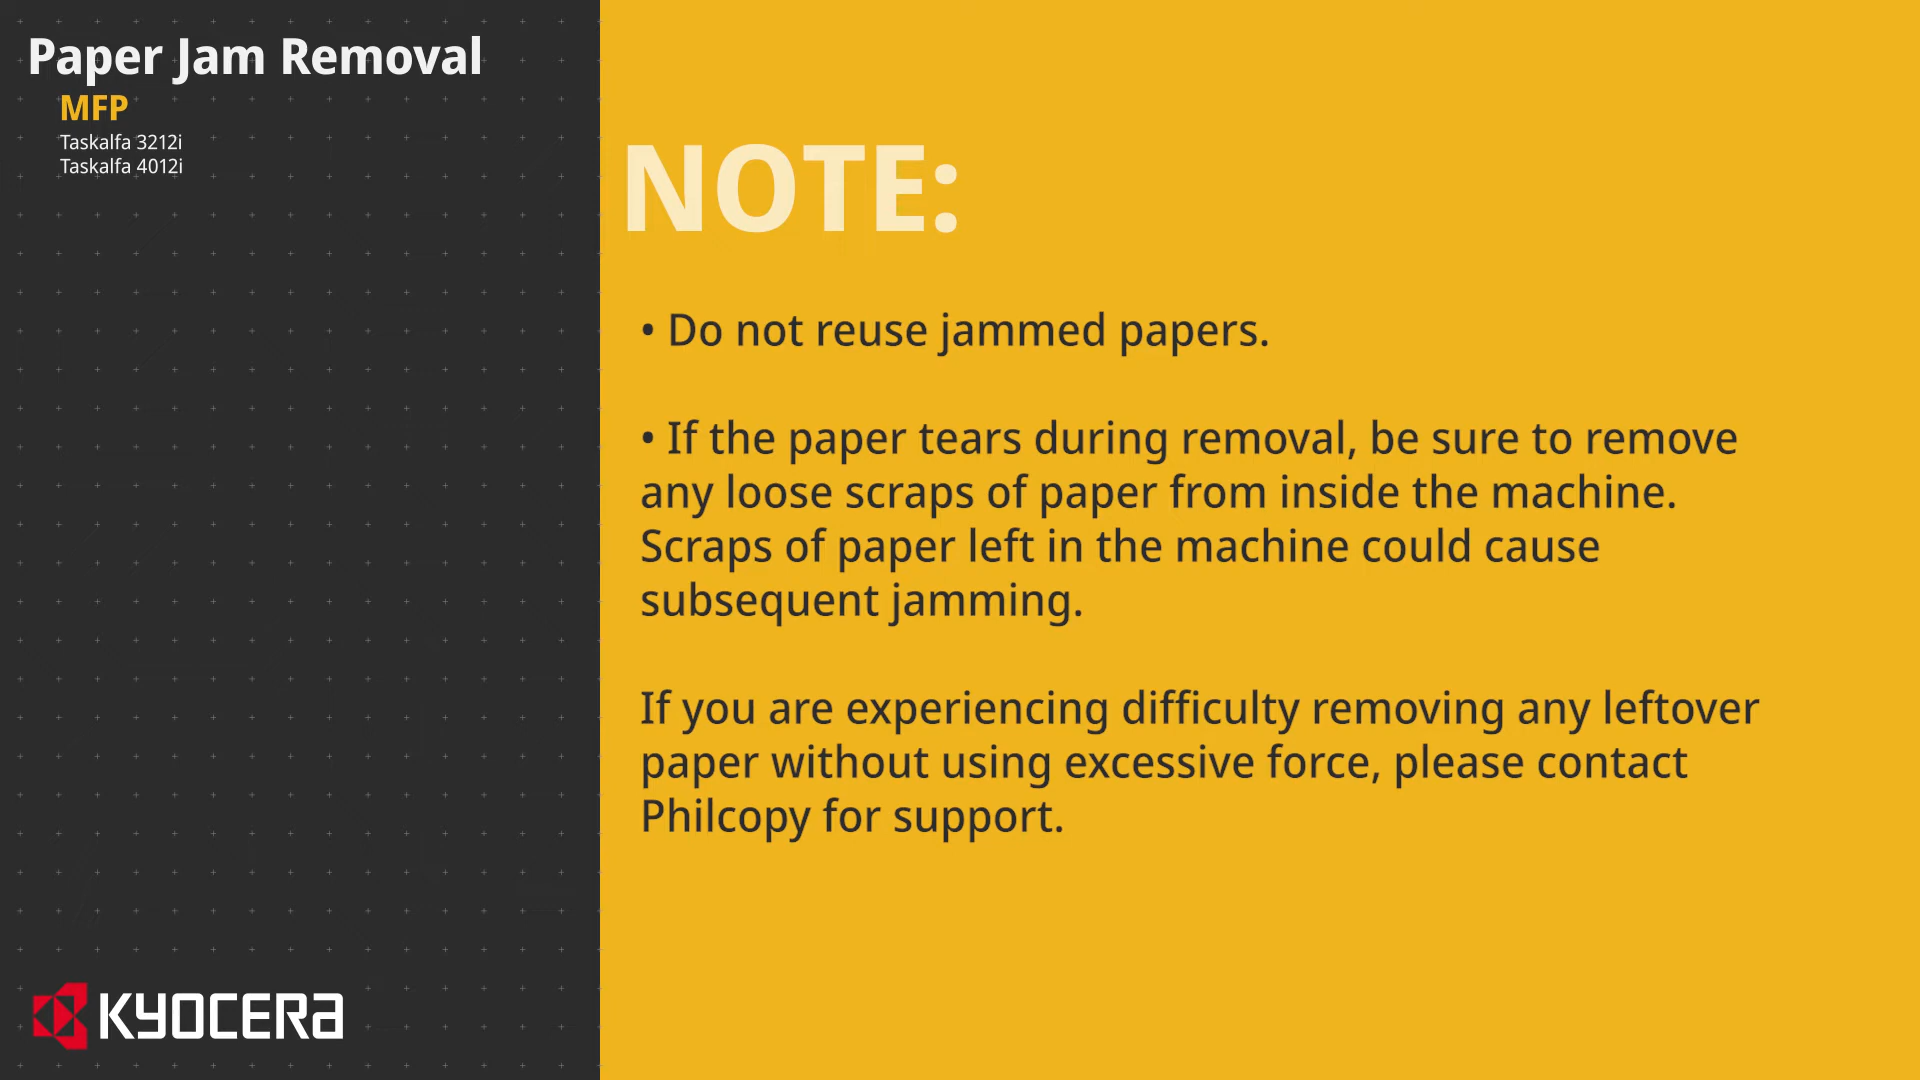 Paper Jam Removal
MFP
Taskalfa 3212i
Taskalfa 4012i
NOTE:
• Do not reuse jammed papers.
• If the paper tears during removal, be sure to remove
any loose scraps of paper from inside the machine.
Scraps of paper left in the machine could cause
subsequent jamming.
If you are experiencing difficulty removing any leftover
paper without using excessive force, please contact
Philcopy for support.
KYOCERA